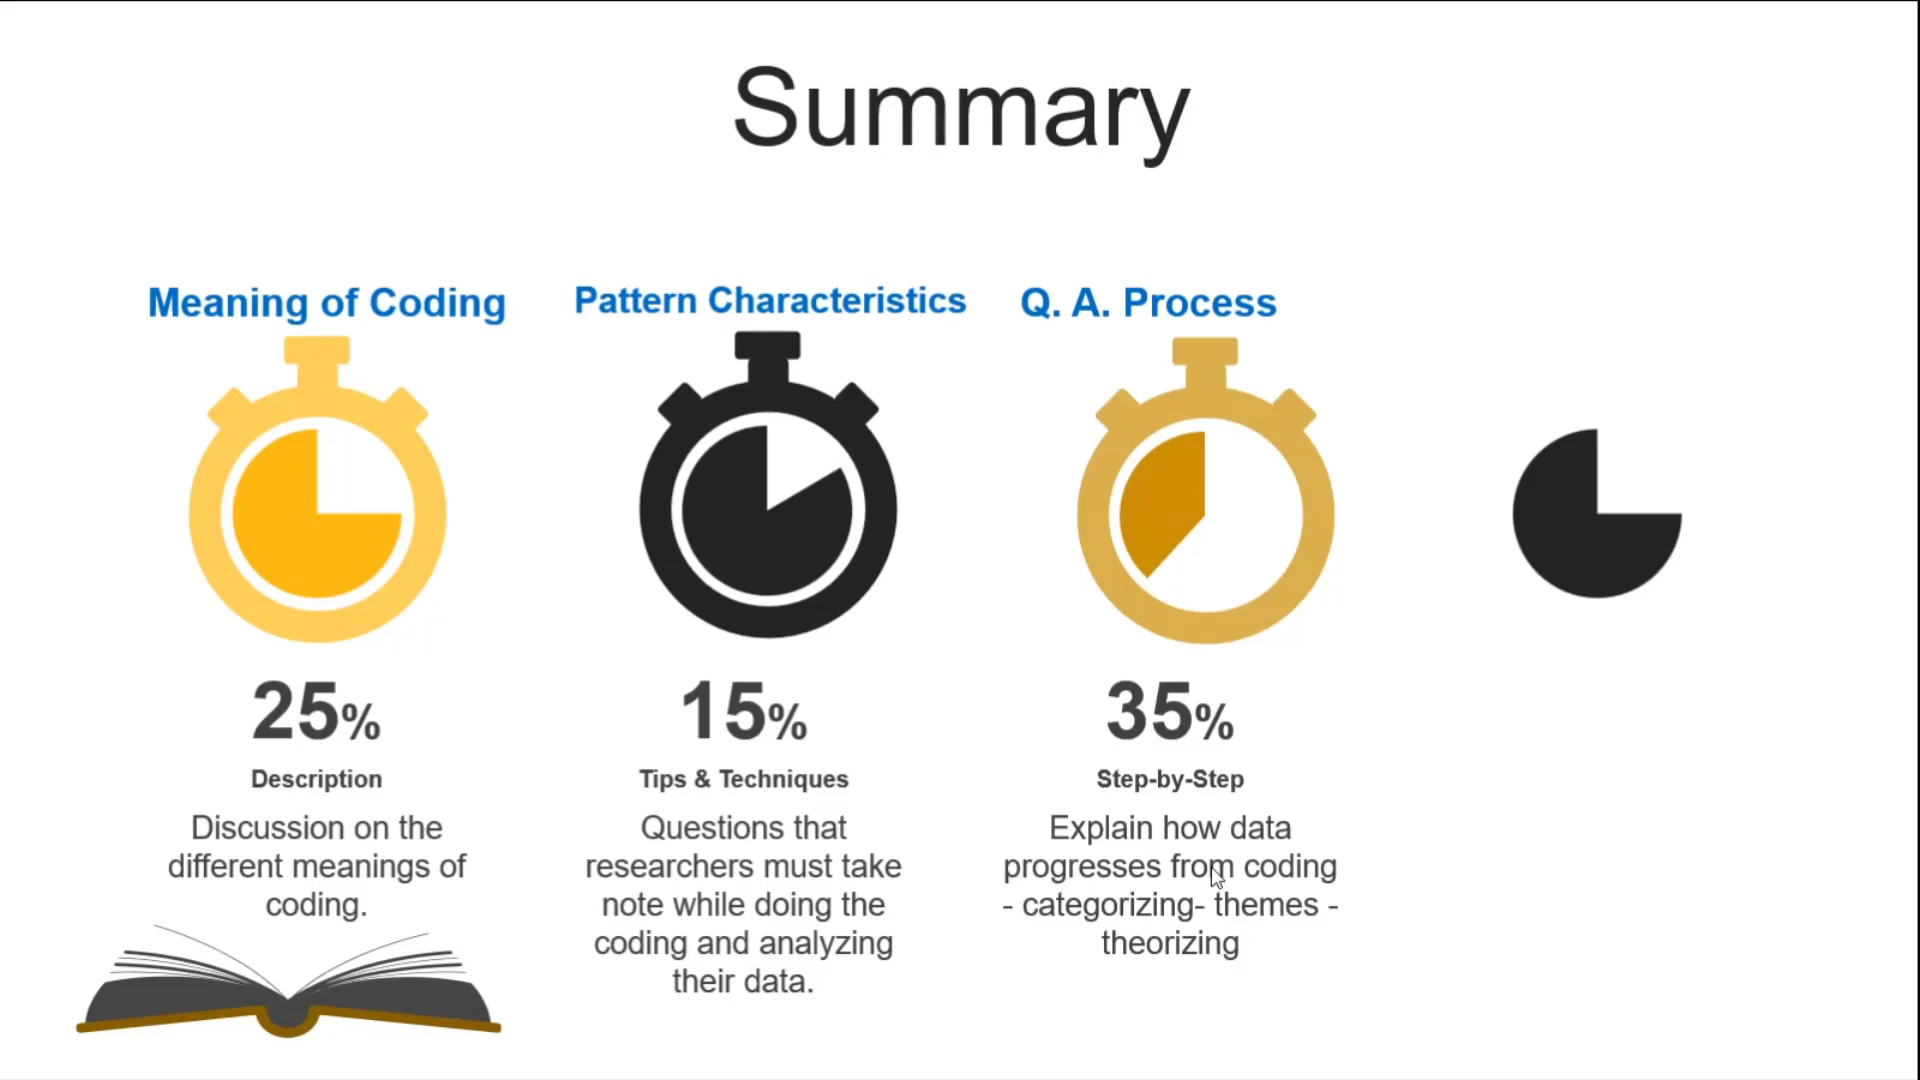 Summary
Meaning of Coding
Pattern Characteristics
Q. A. Process
25%
Description
Discussion on the
different meanings of
coding.
15%
Tips & Techniques
Questions that
researchers must take
note while doing the
coding and analyzing
their data.
35%
Step-by-Step
Explain how data
progresses from coding
- categorizing- themes -
theorizing